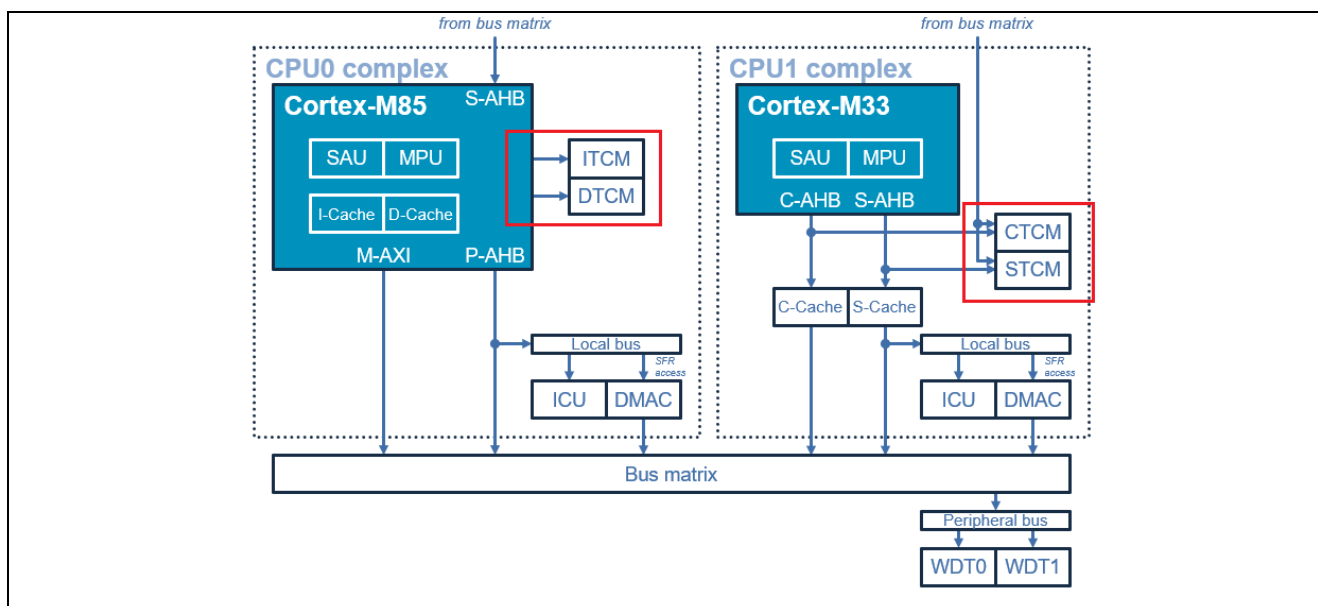 from bus matrix
from bus matrix
CPU0 complex
CPU1 complex
Cortex-M85
S-AHB
Cortex-M33
SAU
MPU
ITCM
SAU
MPU
DTCM
I-Cache
D-Cache
C-AHB
S-AHB
CTCM
M-AXI
P-AHB
STCM
C-Cache
S-Cache
Local bus
Local bus
SFR
access
SFR
access
ICU
DMAC
ICU
DMAC
Bus matrix
Peripheral bus
WDT0
WDT1